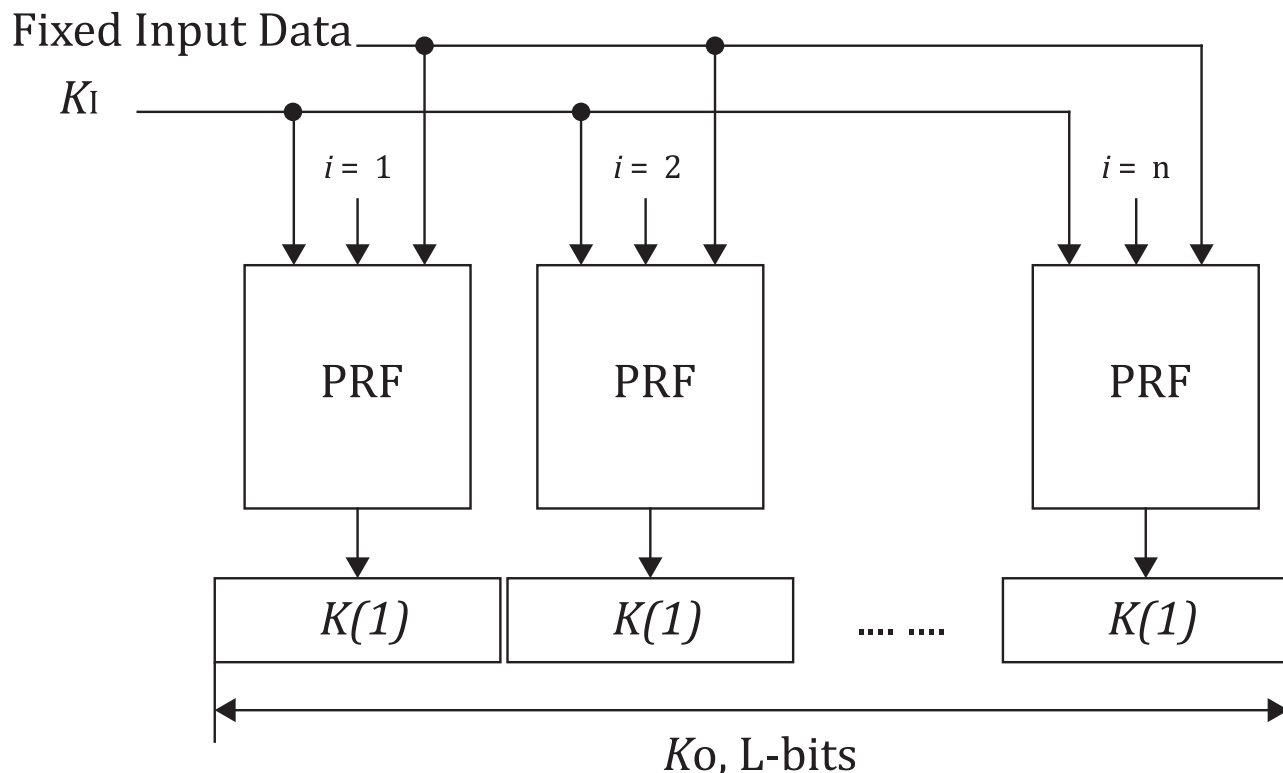 Fixed Input Data
KI
i = 1
i = 2
i = n
PRF
PRF
PRF
K(1)
K(1)
..... .....
K(1)
Ko, L-bits